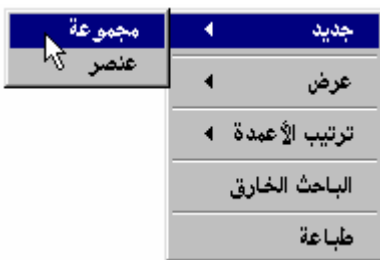 جديد
مجموعة
عنصر
عرض
ترتيب الأعمدة
الباحث الخارق
طباعة